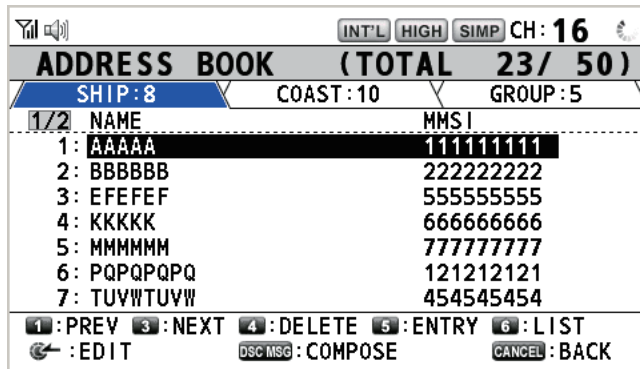 INT'L HIGH SIMP CH: 16
ADDRESS BOOK (TOTAL 23/ 50)
SHIP:8 COAST:10 GROUP:5
1/2 NAME MMSI
1: AAAAA 111111111
2: BBBBBB 222222222
3: EFEFEF 555555555
4: KKKKK 666666666
5: MMMMMM 777777777
6: PQPQPQPQ 121212121
7: TUVWTUVW 454545454
1 :PREV 3 :NEXT 4 :DELETE 5 :ENTRY 6 :LIST
:EDIT DSC MSG :COMPOSE CANCEL :BACK